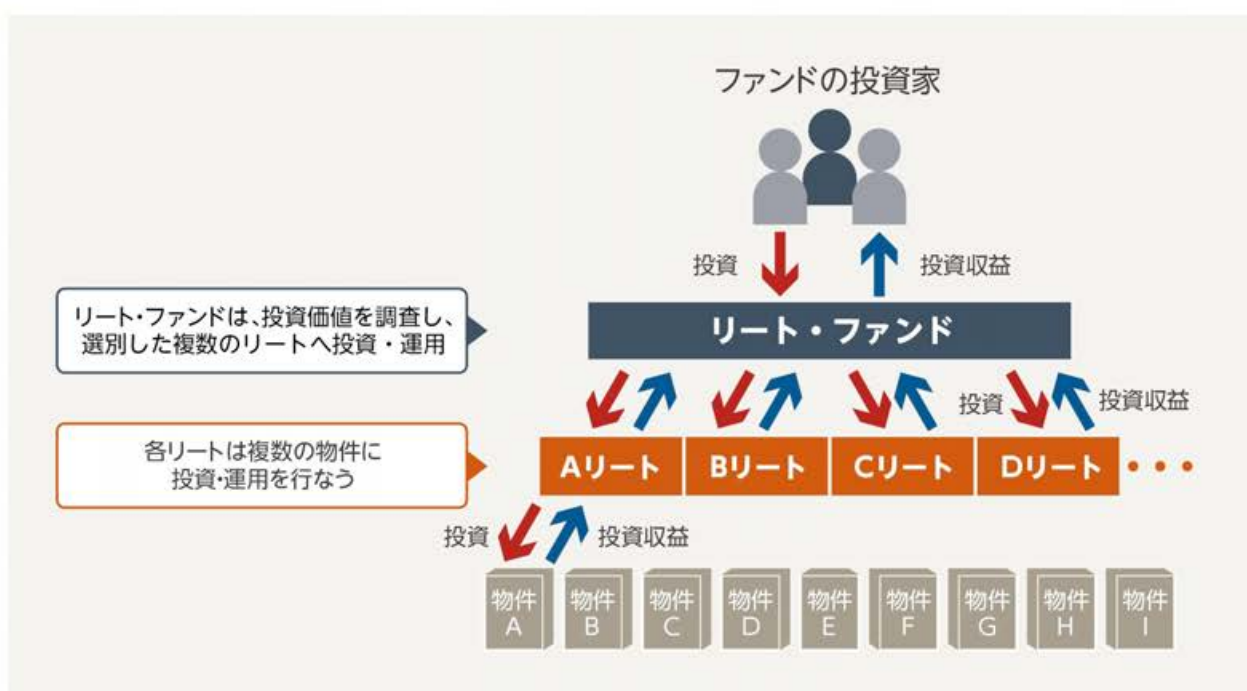 ファンドの投資家
投資
投資収益
リート・ファンドは、投資価値を調査し、
選別した複数のリートへ投資・運用
リート・ファンド
投資
投資収益
各リートは複数の物件に
投資・運用を行なう
Aリート
Bリート
Cリート
Dリート
・・・
投資
投資収益
物件
A
物件
B
物件
C
物件
D
物件
E
物件
F
物件
G
物件
H
物件
I